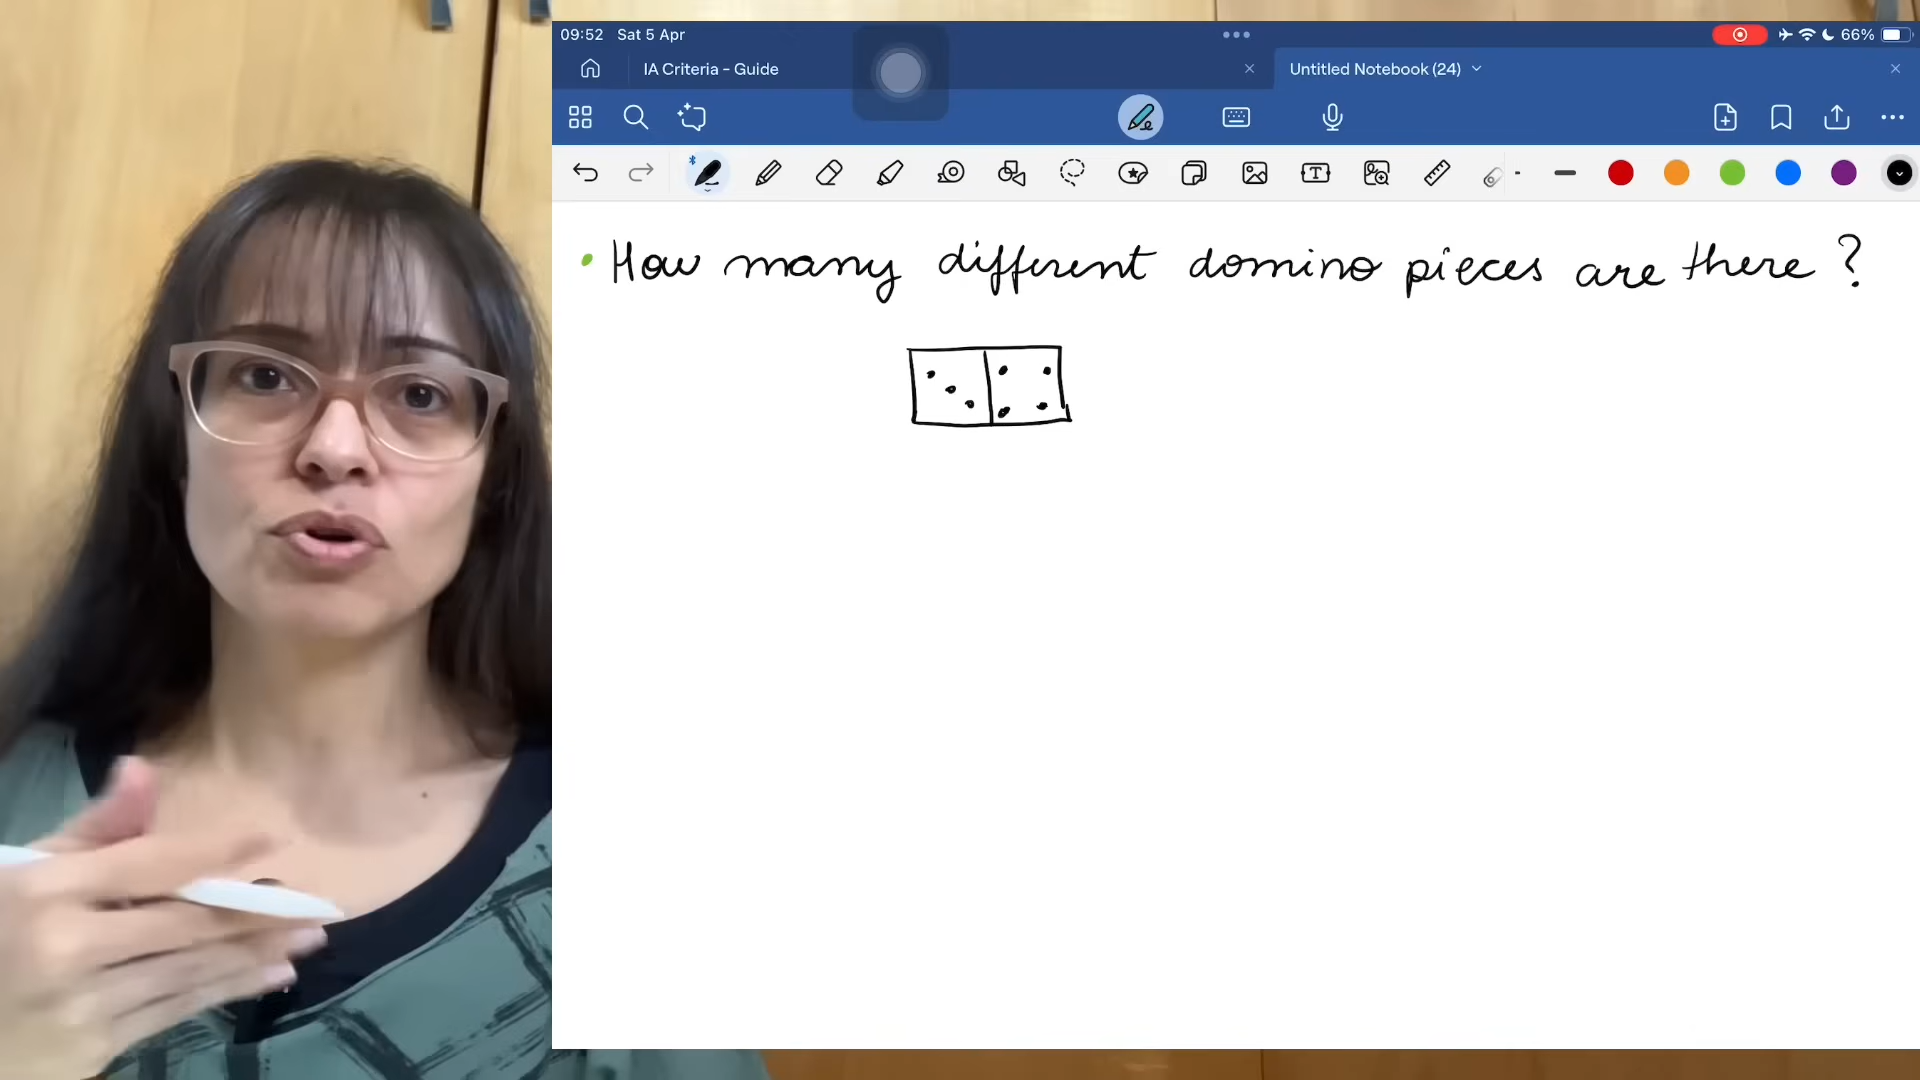 09:52 Sat 5 Apr 66%
IA Criteria - Guide Untitled Notebook (24)
T
• How many different domino pieces are there?